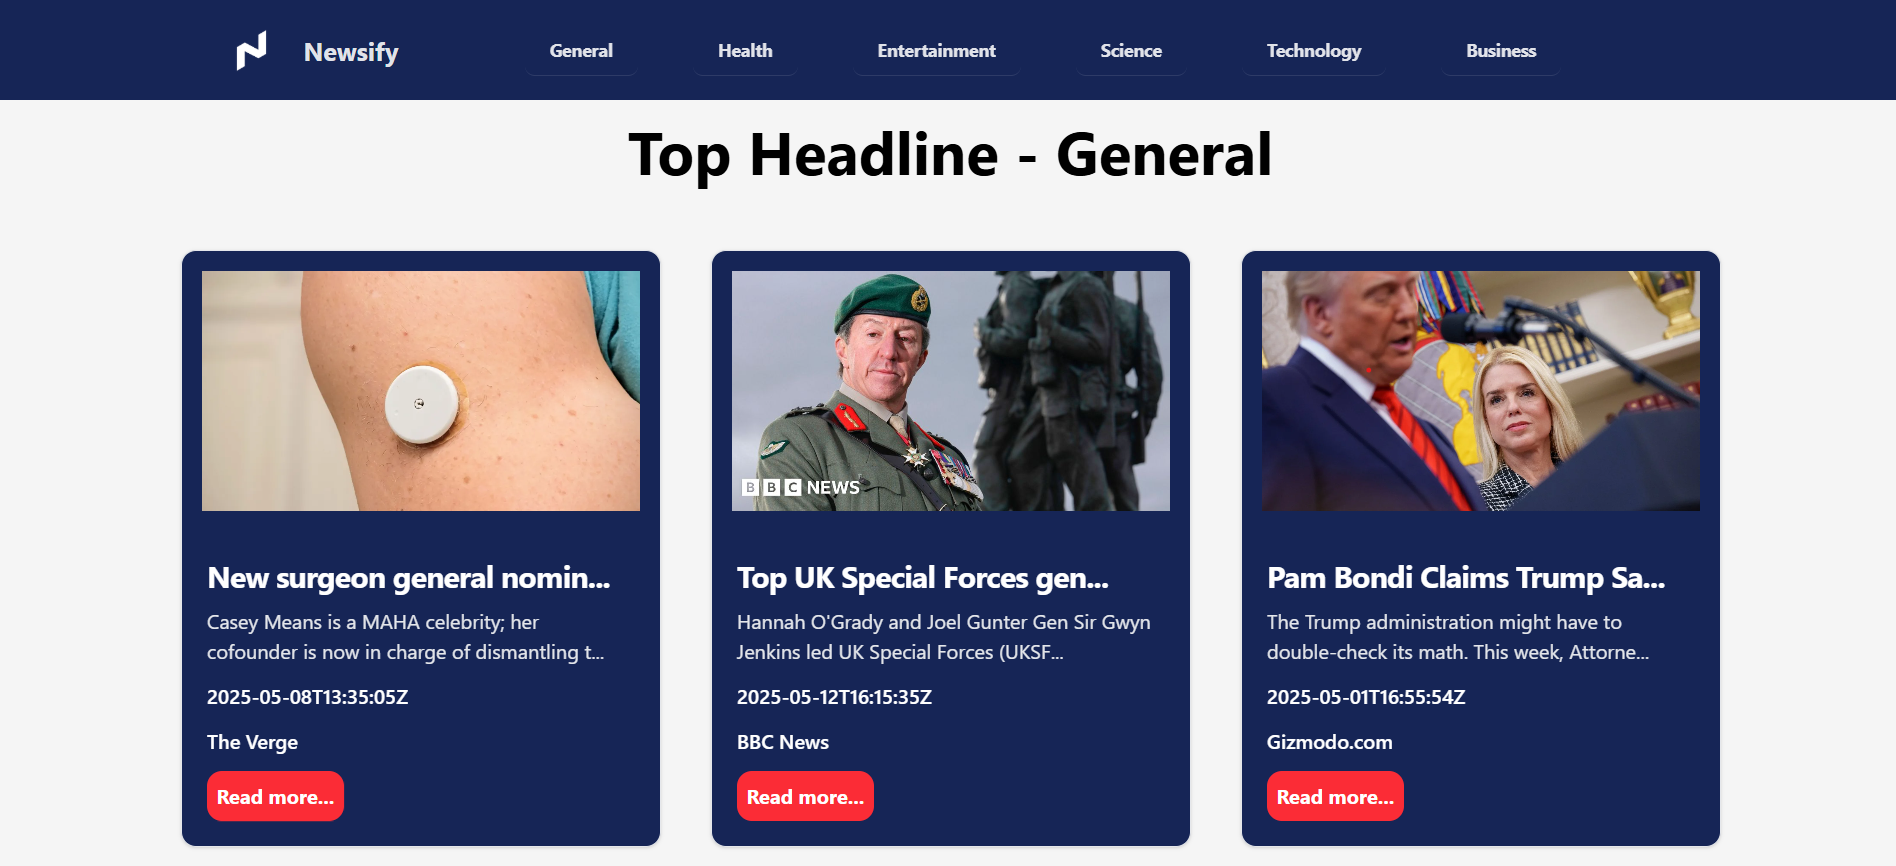 Newsify
General
Health
Entertainment
Science
Technology
Business
Top Headline - General
New surgeon general nomin...
Casey Means is a MAHA celebrity; her
cofounder is now in charge of dismantling t...
2025-05-08T13:35:05Z
The Verge
Read more...
BBC NEWS
Top UK Special Forces gen...
Hannah O'Grady and Joel Gunter Gen Sir Gwyn
Jenkins led UK Special Forces (UKSF...
2025-05-12T16:15:35Z
BBC News
Read more...
Pam Bondi Claims Trump Sa...
The Trump administration might have to
double-check its math. This week, Attorne...
2025-05-01T16:55:54Z
Gizmodo.com
Read more...